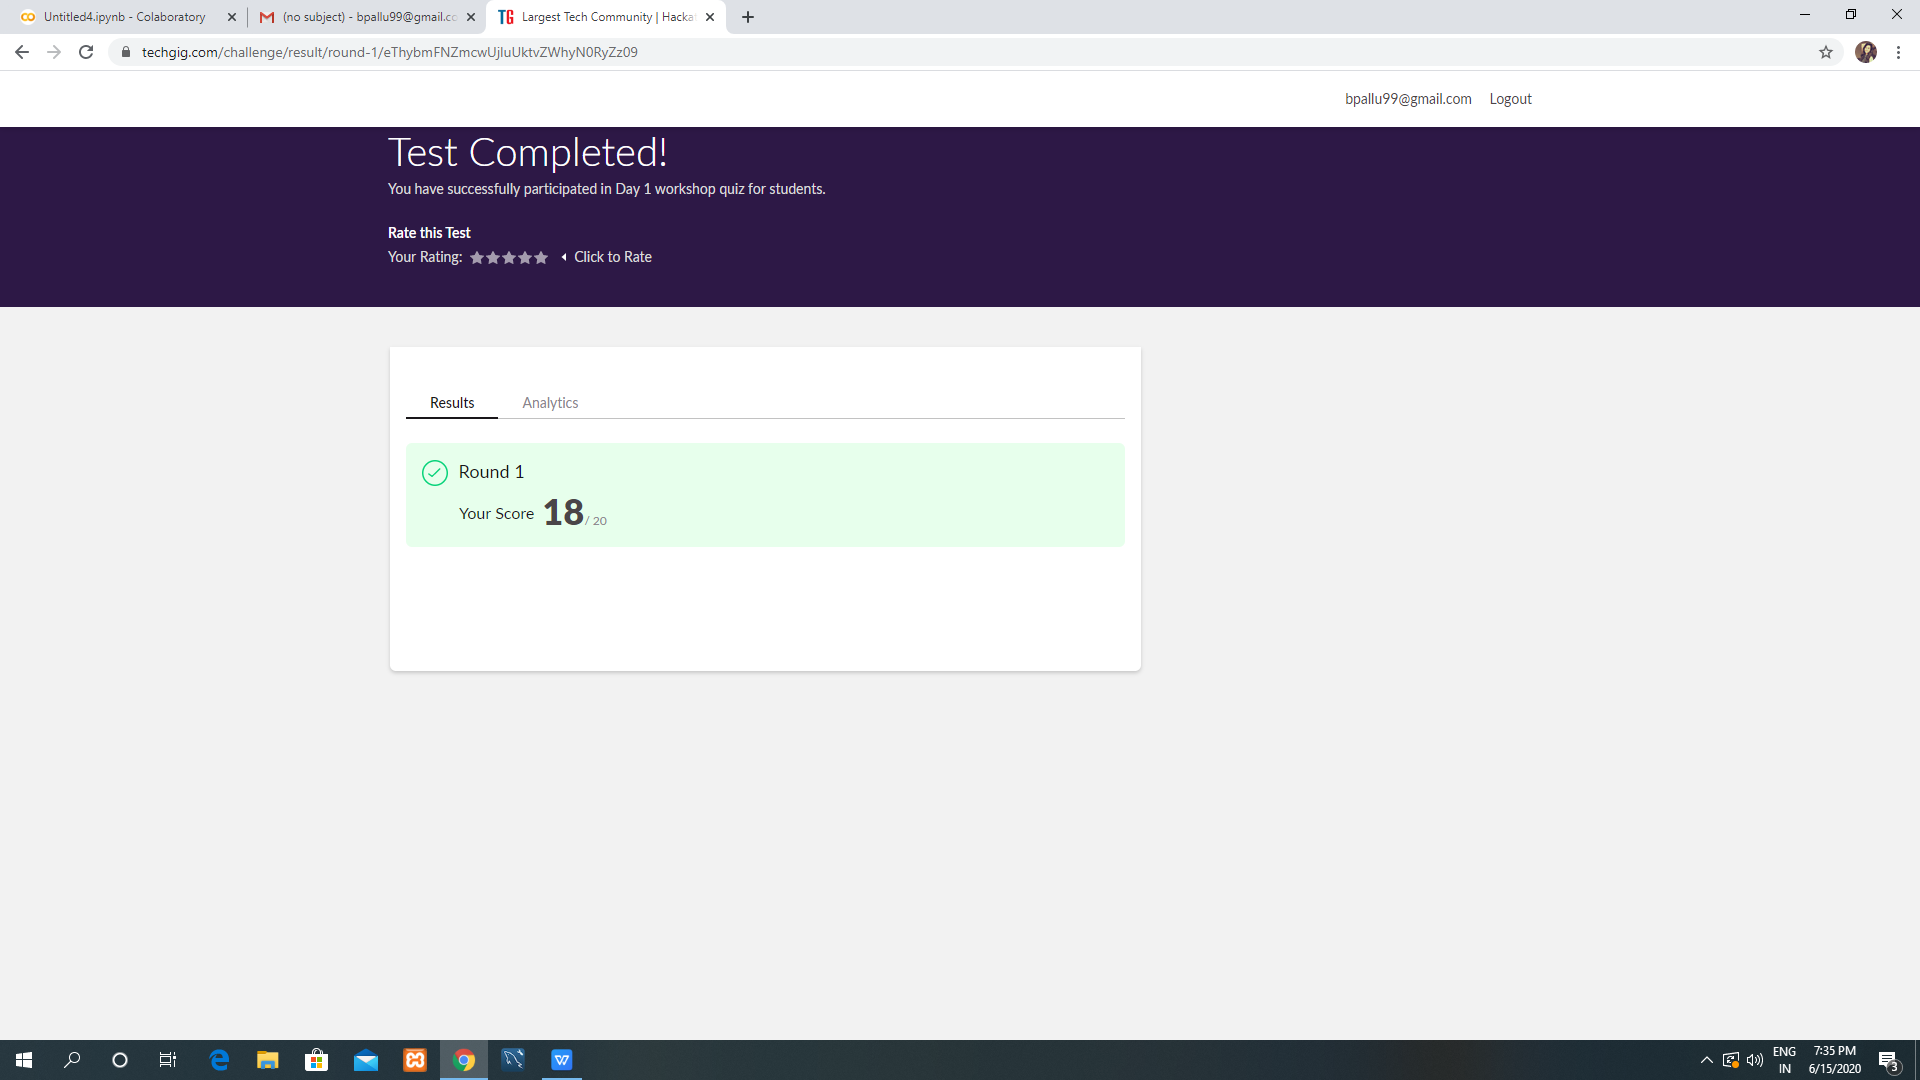 Untitled4.ipynb - Colaboratory
(no subject) - bpallu99@gmail.co
TG Largest Tech Community | Hacka
techgig.com/challenge/result/round-1/eThybmFNZmcwUjluUktvZWhyN0RyZz09
bpallu99@gmail.com Logout
Test Completed!
You have successfully participated in Day 1 workshop quiz for students.
Rate this Test
Your Rating: Click to Rate
Results Analytics
Round 1
Your Score 18 / 20
ENG 7:35 PM
IN 6/15/2020 3